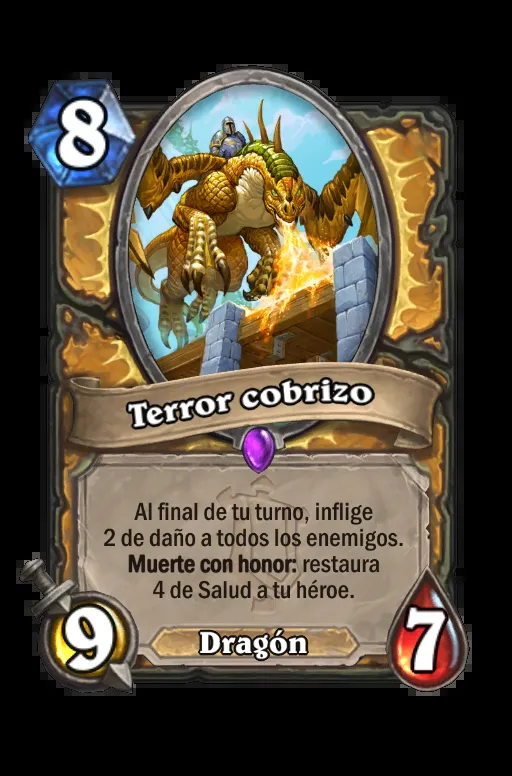 8
Terror cobrizo
Al final de tu turno, inflige
2 de daño a todos los enemigos.
Muerte con honor: restaura
4 de Salud a tu héroe.
9
Dragón
7